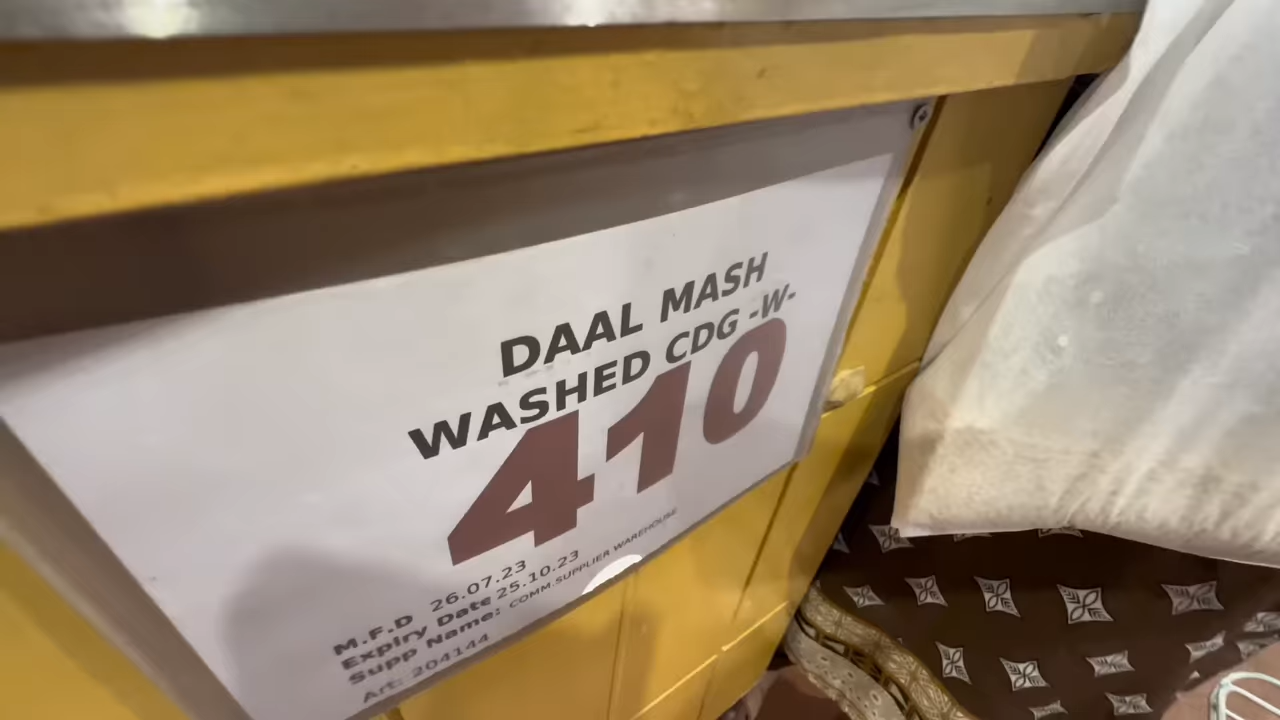 DAAL MASH
WASHED CDG -W-
410
M.F.D 26.07.23
Expiry Date 25.10.23
Supp Name: COMM.SUPPLIER WAREHOUSE
Art: 204144